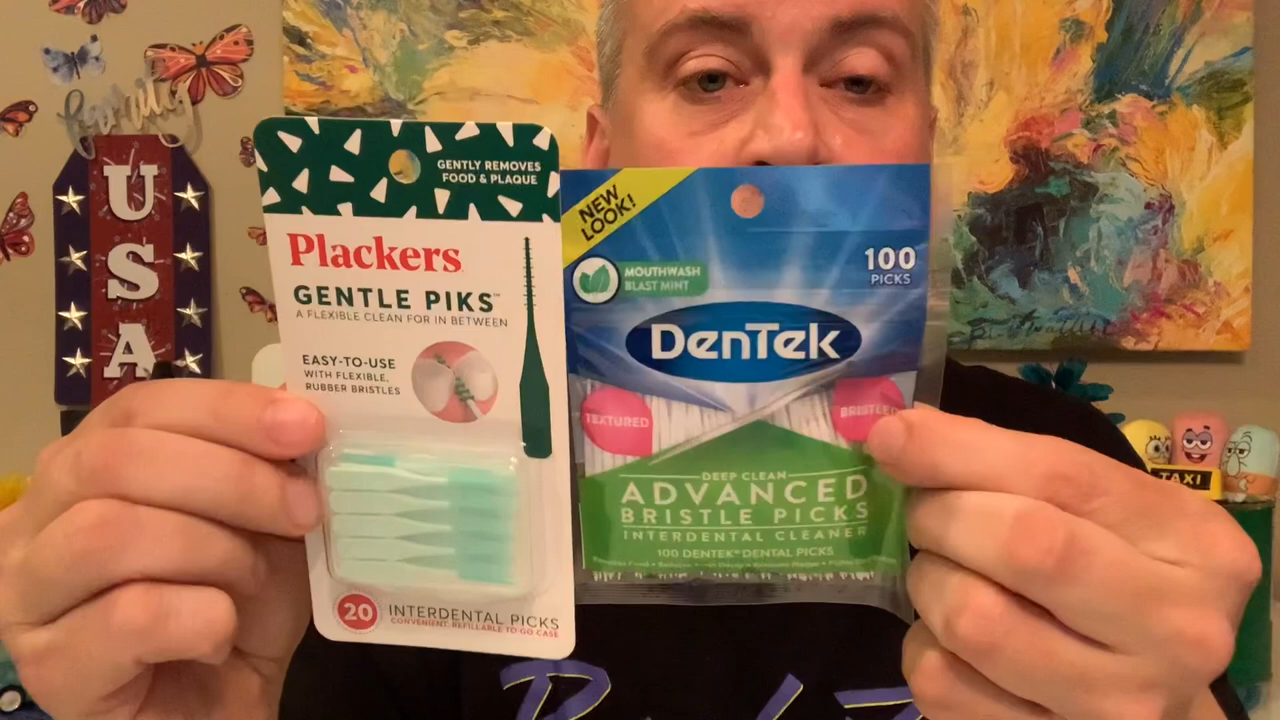 family
USA
GENTLY REMOVES
FOOD & PLAQUE
Plackers
GENTLE PIKS™
A FLEXIBLE CLEAN FOR IN BETWEEN
EASY-TO-USE
WITH FLEXIBLE,
RUBBER BRISTLES
20 INTERDENTAL PICKS
CONVENIENT, REFILLABLE TO-GO CASE
NEW
LOOK!
MOUTHWASH
BLAST MINT
100
PICKS
DenTek
TEXTURED
BRISTLED
DEEP CLEAN
ADVANCED
BRISTLE PICKS
INTERDENTAL CLEANER
100 DENTEK® DENTAL PICKS
TAXI